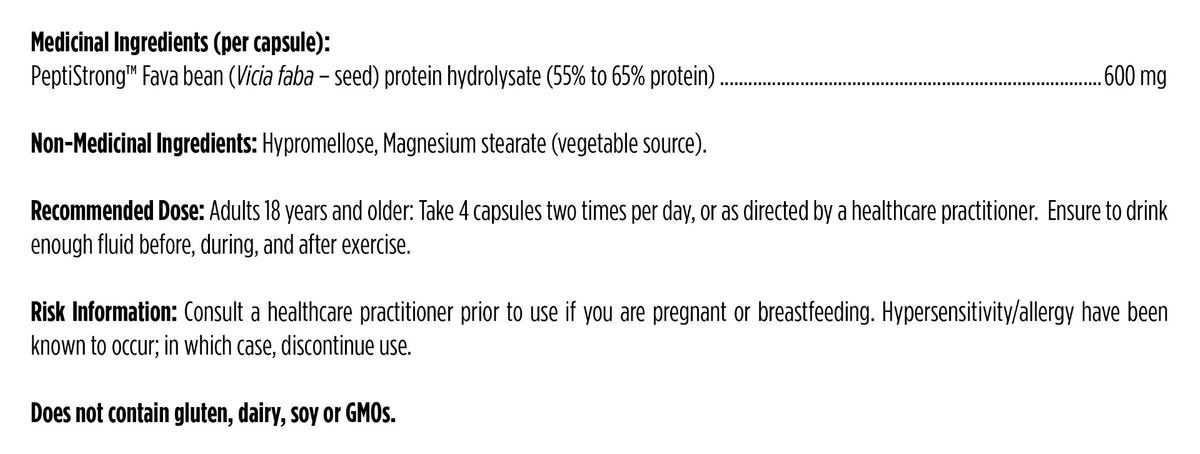 Medicinal Ingredients (per capsule):
PeptiStrong™ Fava bean (Vicia faba – seed) protein hydrolysate (55% to 65% protein) ................................................................................. 600 mg
Non-Medicinal Ingredients: Hypromellose, Magnesium stearate (vegetable source).
Recommended Dose: Adults 18 years and older: Take 4 capsules two times per day, or as directed by a healthcare practitioner. Ensure to drink
enough fluid before, during, and after exercise.
Risk Information: Consult a healthcare practitioner prior to use if you are pregnant or breastfeeding. Hypersensitivity/allergy have been
known to occur; in which case, discontinue use.
Does not contain gluten, dairy, soy or GMOs.